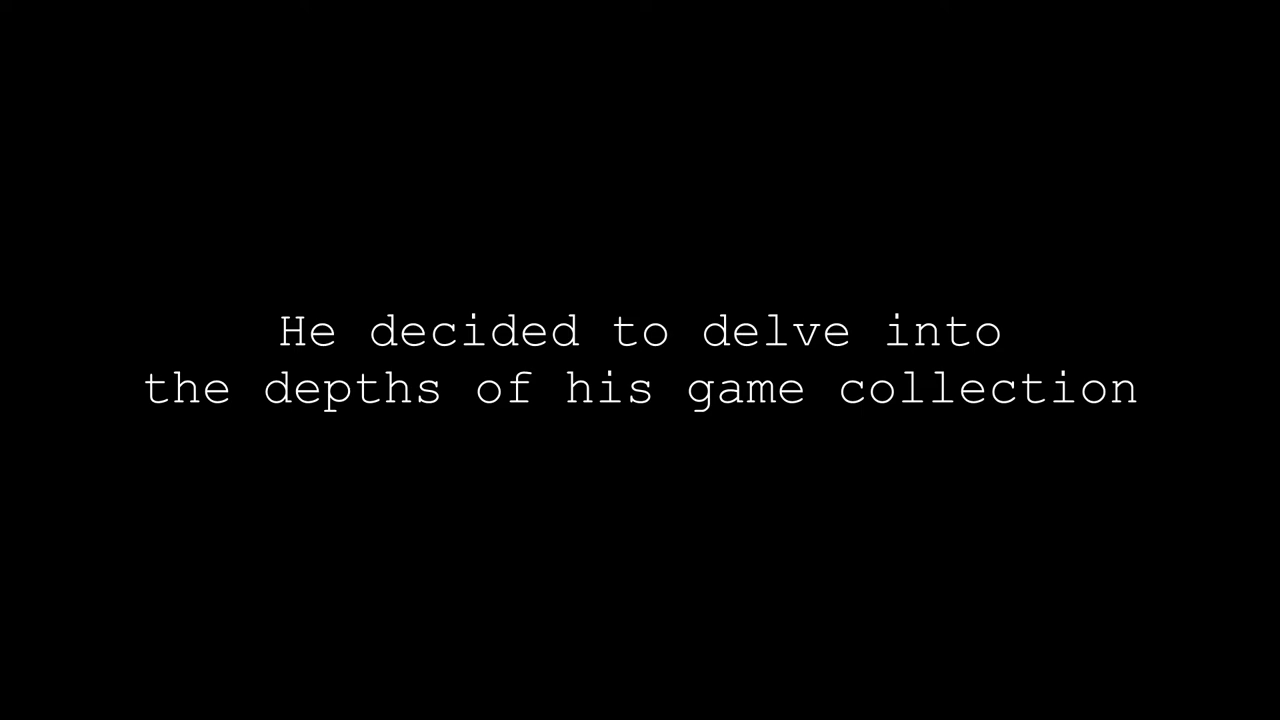 He decided to delve into
the depths of his game collection